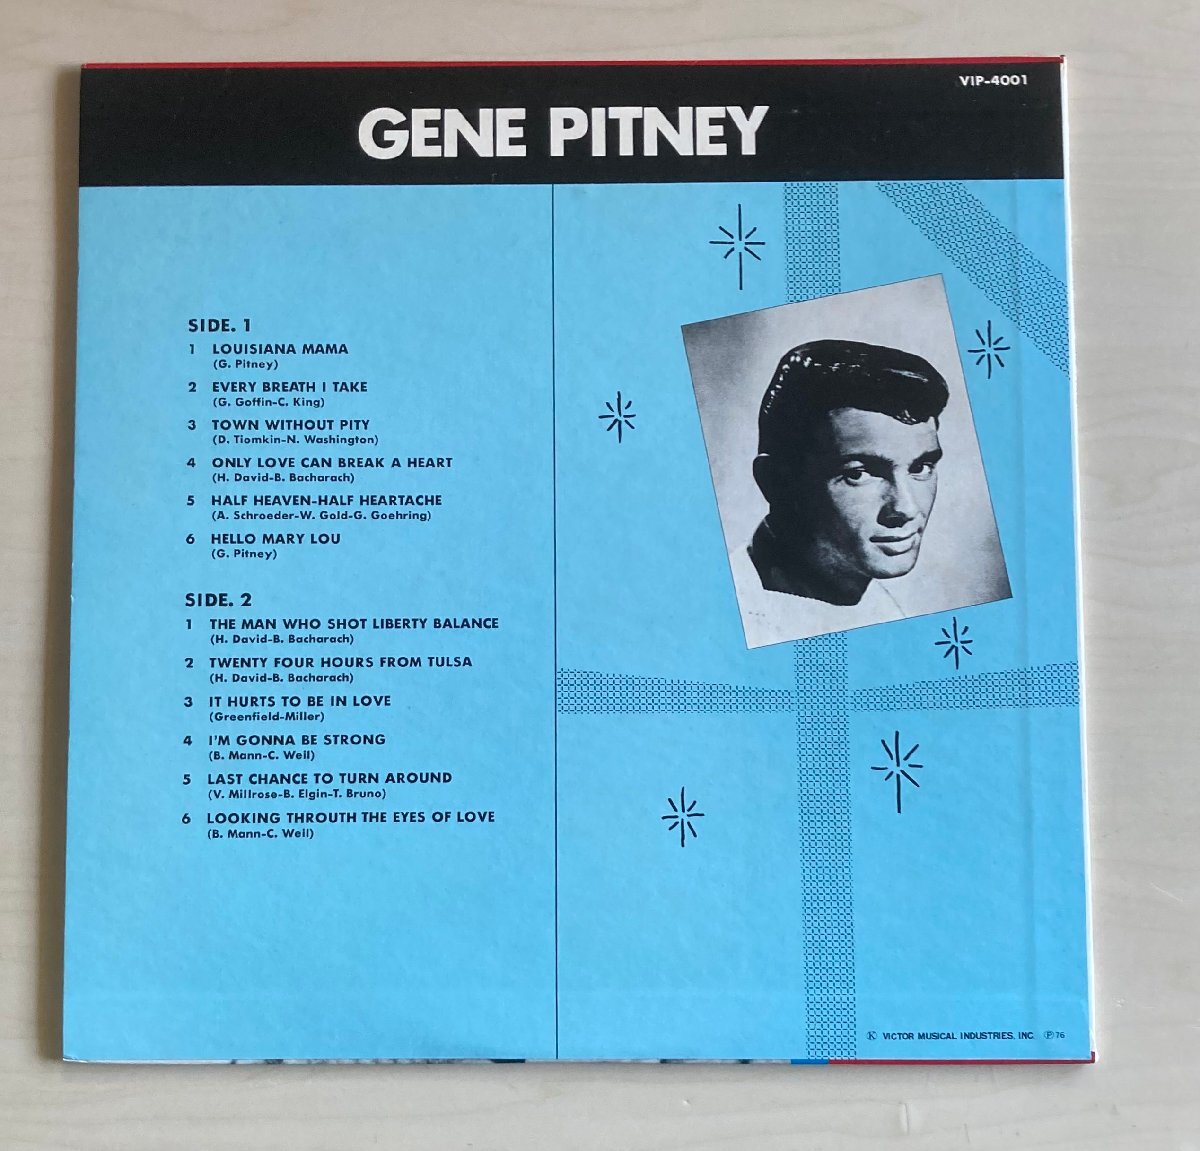 VIP-4001
GENE PITNEY
SIDE. 1
1 LOUISIANA MAMA
(G. Pitney)
2 EVERY BREATH I TAKE
(G. Goffin-C. King)
3 TOWN WITHOUT PITY
(D. Tiomkin-N. Washington)
4 ONLY LOVE CAN BREAK A HEART
(H. David-B. Bacharach)
5 HALF HEAVEN-HALF HEARTACHE
(A. Schroeder-W. Gold-G. Goehring)
6 HELLO MARY LOU
(G. Pitney)
SIDE. 2
1 THE MAN WHO SHOT LIBERTY BALANCE
(H. David-B. Bacharach)
2 TWENTY FOUR HOURS FROM TULSA
(H. David-B. Bacharach)
3 IT HURTS TO BE IN LOVE
(Greenfield-Miller)
4 I'M GONNA BE STRONG
(B. Mann-C. Weil)
5 LAST CHANCE TO TURN AROUND
(V. Millrose-B. Elgin-T. Bruno)
6 LOOKING THROUTH THE EYES OF LOVE
(B. Mann-C. Weil)
Ⓚ VICTOR MUSICAL INDUSTRIES, INC. Ⓟ76